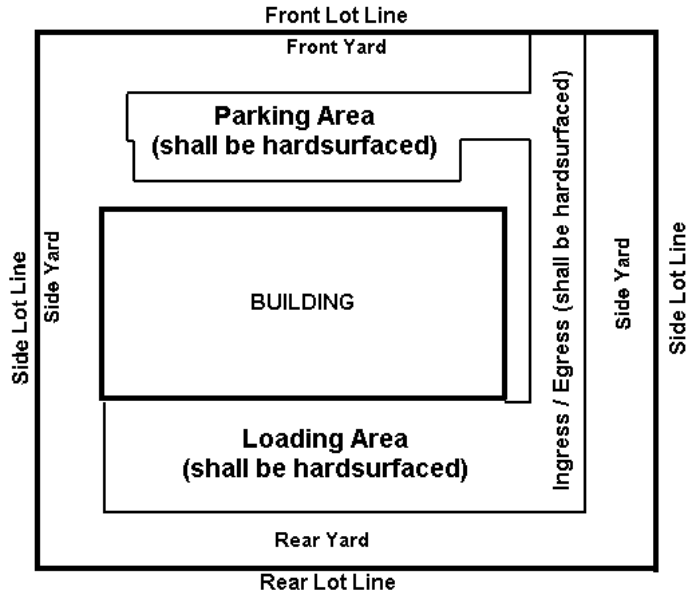 Front Lot Line
Front Yard
Parking Area
(shall be hardsurfaced)
Ingress / Egress (shall be hardsurfaced)
Side Lot Line
Side Yard
BUILDING
Side Yard
Side Lot Line
Loading Area
(shall be hardsurfaced)
Rear Yard
Rear Lot Line